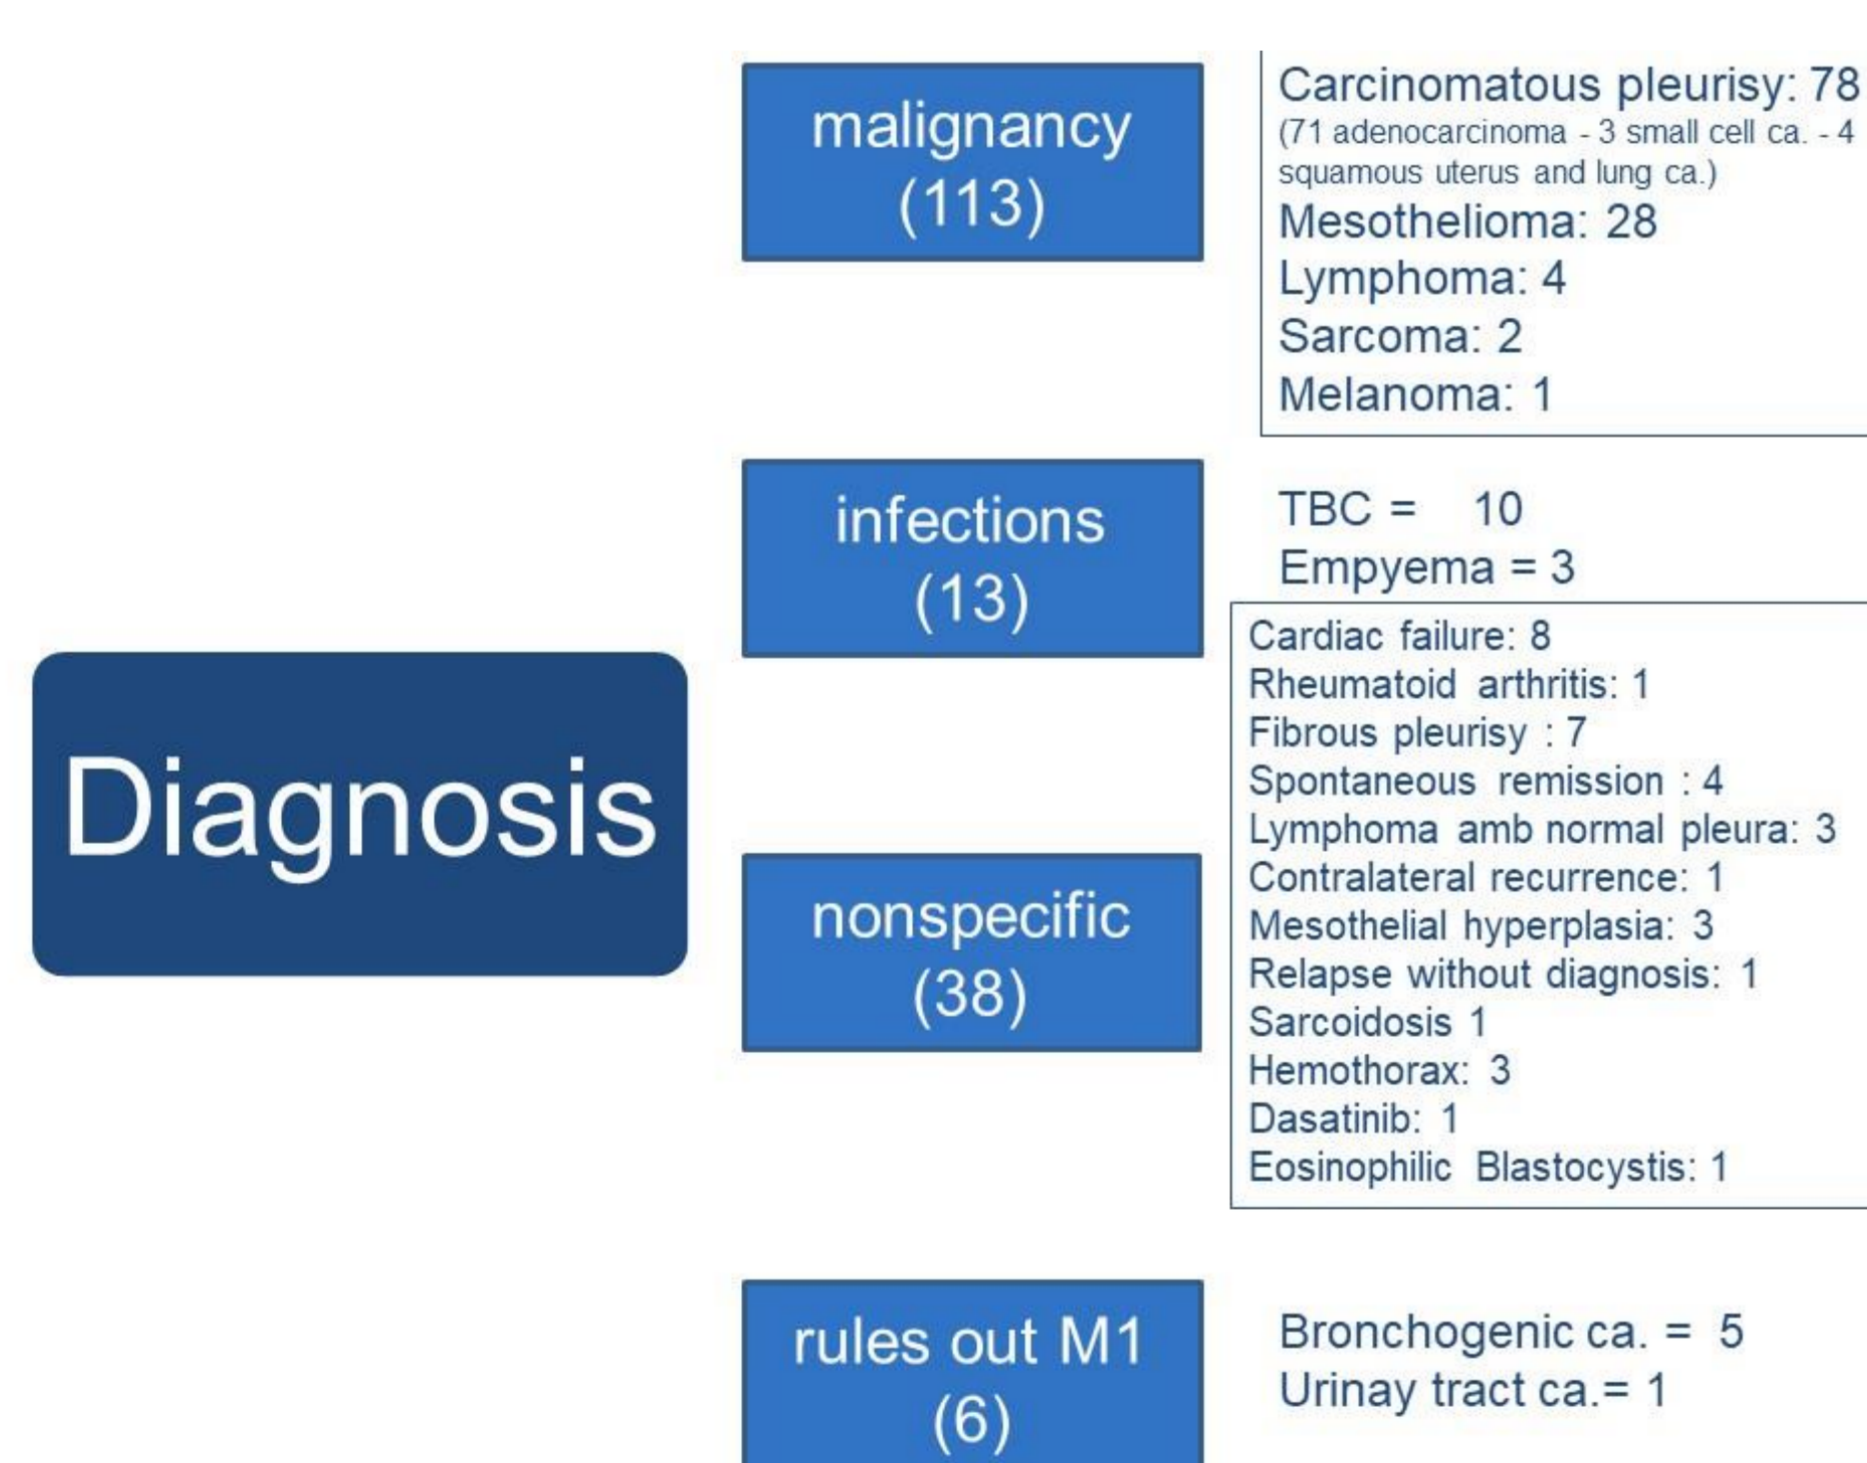 Diagnosis
malignancy
(113)
Carcinomatous pleurisy: 78
(71 adenocarcinoma - 3 small cell ca. - 4
squamous uterus and lung ca.)
Mesothelioma: 28
Lymphoma: 4
Sarcoma: 2
Melanoma: 1
infections
(13)
TBC = 10
Empyema = 3
nonspecific
(38)
Cardiac failure: 8
Rheumatoid arthritis: 1
Fibrous pleurisy : 7
Spontaneous remission : 4
Lymphoma amb normal pleura: 3
Contralateral recurrence: 1
Mesothelial hyperplasia: 3
Relapse without diagnosis: 1
Sarcoidosis 1
Hemothorax: 3
Dasatinib: 1
Eosinophilic Blastocystis: 1
rules out M1
(6)
Bronchogenic ca. = 5
Urinay tract ca.= 1